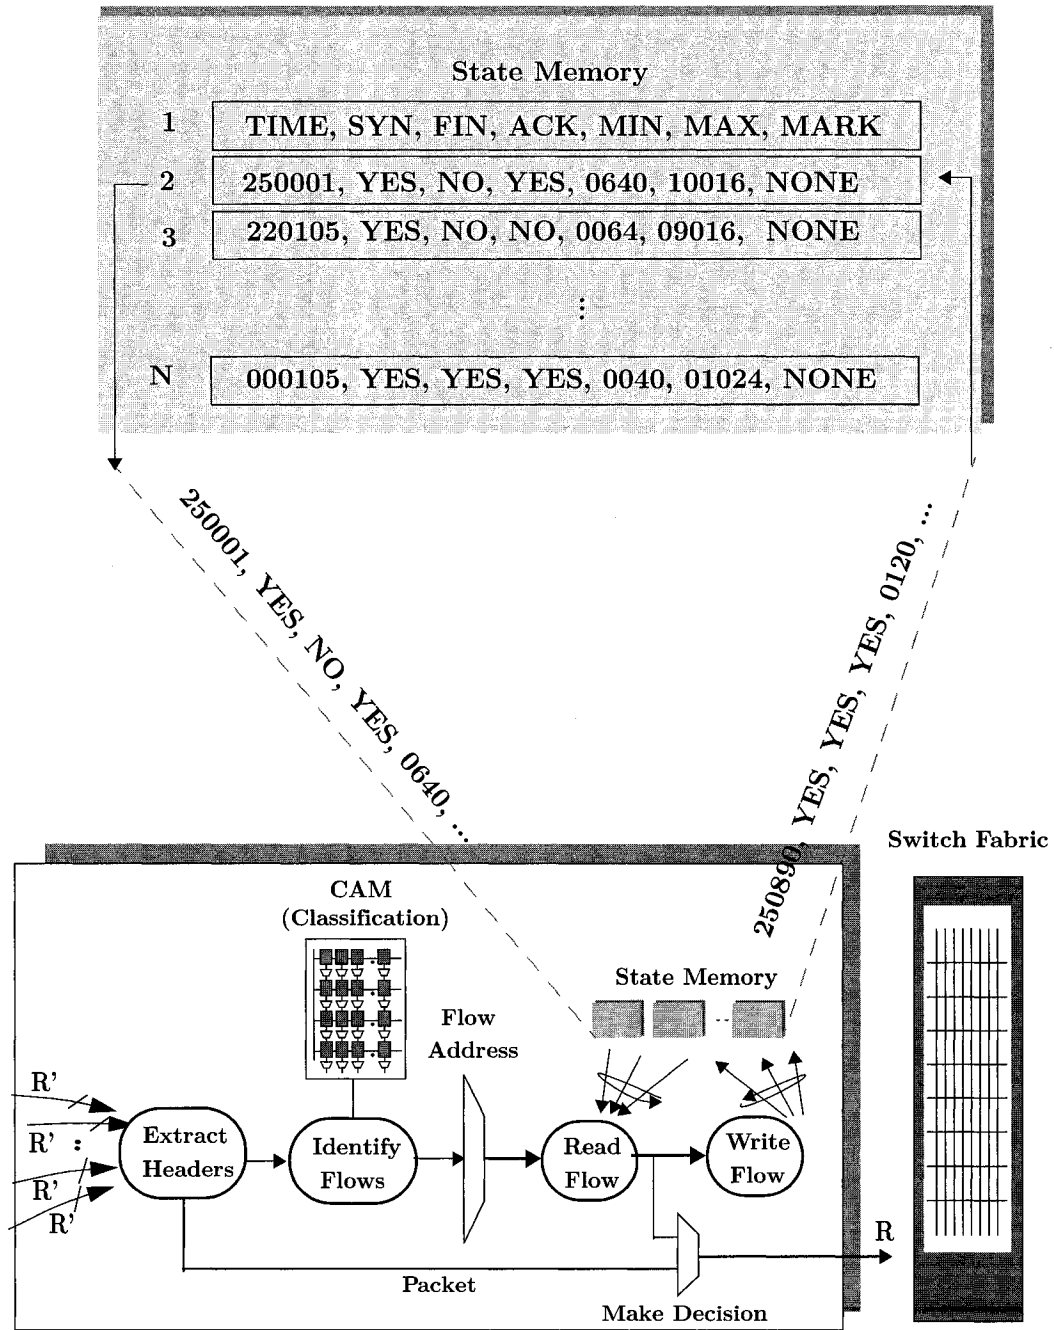 State Memory
1 TIME, SYN, FIN, ACK, MIN, MAX, MARK
2 250001, YES, NO, YES, 0640, 10016, NONE
3 220105, YES, NO, NO, 0064, 09016, NONE
...
N 000105, YES, YES, YES, 0040, 01024, NONE
250001, YES, NO, YES, 0640, ...
250890, YES, YES, YES, 0120, ...
Switch Fabric
CAM
(Classification)
State Memory
Flow
Address
R'
R'
:
R'
R'
Extract
Headers
Identify
Flows
Read
Flow
Write
Flow
R
Packet
Make Decision